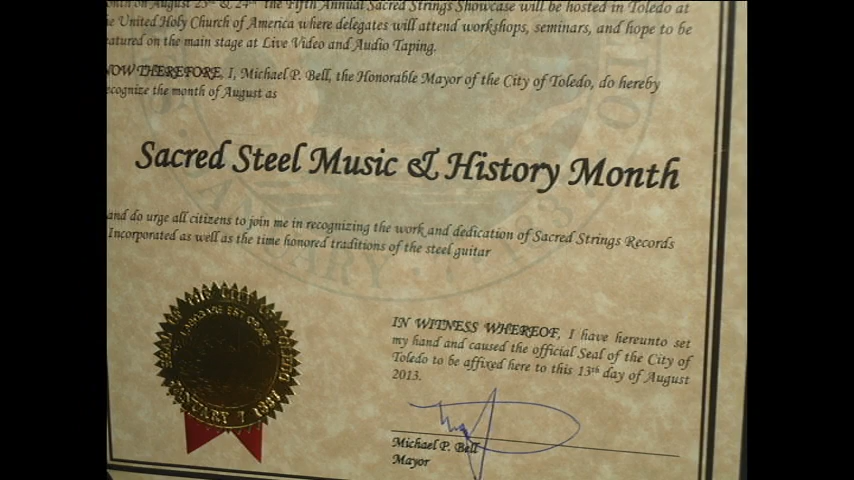 onth on August 23rd & 24th the Fifth Annual Sacred Strings Showcase will be hosted in Toledo at
e United Holy Church of America where delegates will attend workshops, seminars, and hope to be
eatured on the main stage at Live Video and Audio Taping.
NOW THEREFORE, I, Michael P. Bell, the Honorable Mayor of the City of Toledo, do hereby
ecognize the month of August as
Sacred Steel Music & History Month
and do urge all citizens to join me in recognizing the work and dedication of Sacred Strings Records
Incorporated as well as the time honored traditions of the steel guitar
IN WITNESS WHEREOF, I have hereunto set
my hand and caused the official Seal of the City of
Toledo to be affixed here to this 13th day of August
2013.
Michael P. Bell
Mayor
JANUARY 7 1837